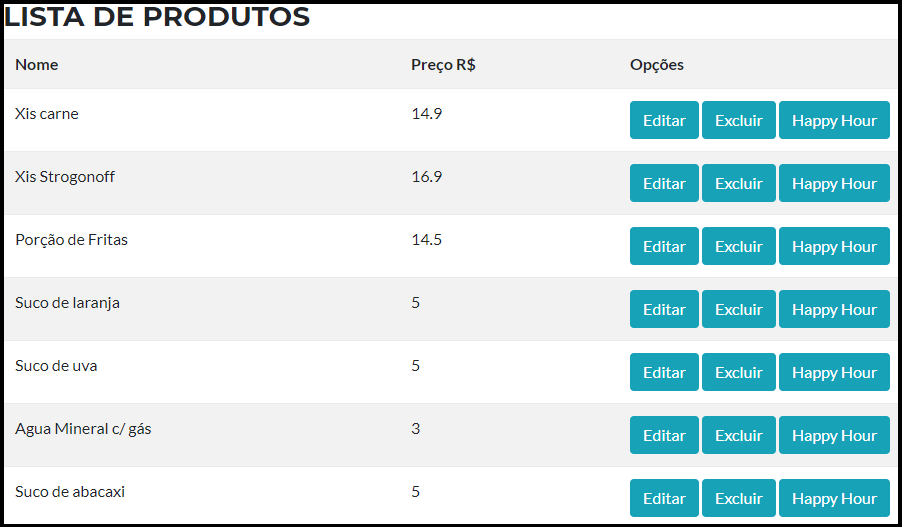 LISTA DE PRODUTOS
Nome Preço R$ Opções
Xis carne 14.9 Editar Excluir Happy Hour
Xis Strogonoff 16.9 Editar Excluir Happy Hour
Porção de Fritas 14.5 Editar Excluir Happy Hour
Suco de laranja 5 Editar Excluir Happy Hour
Suco de uva 5 Editar Excluir Happy Hour
Agua Mineral c/ gás 3 Editar Excluir Happy Hour
Suco de abacaxi 5 Editar Excluir Happy Hour